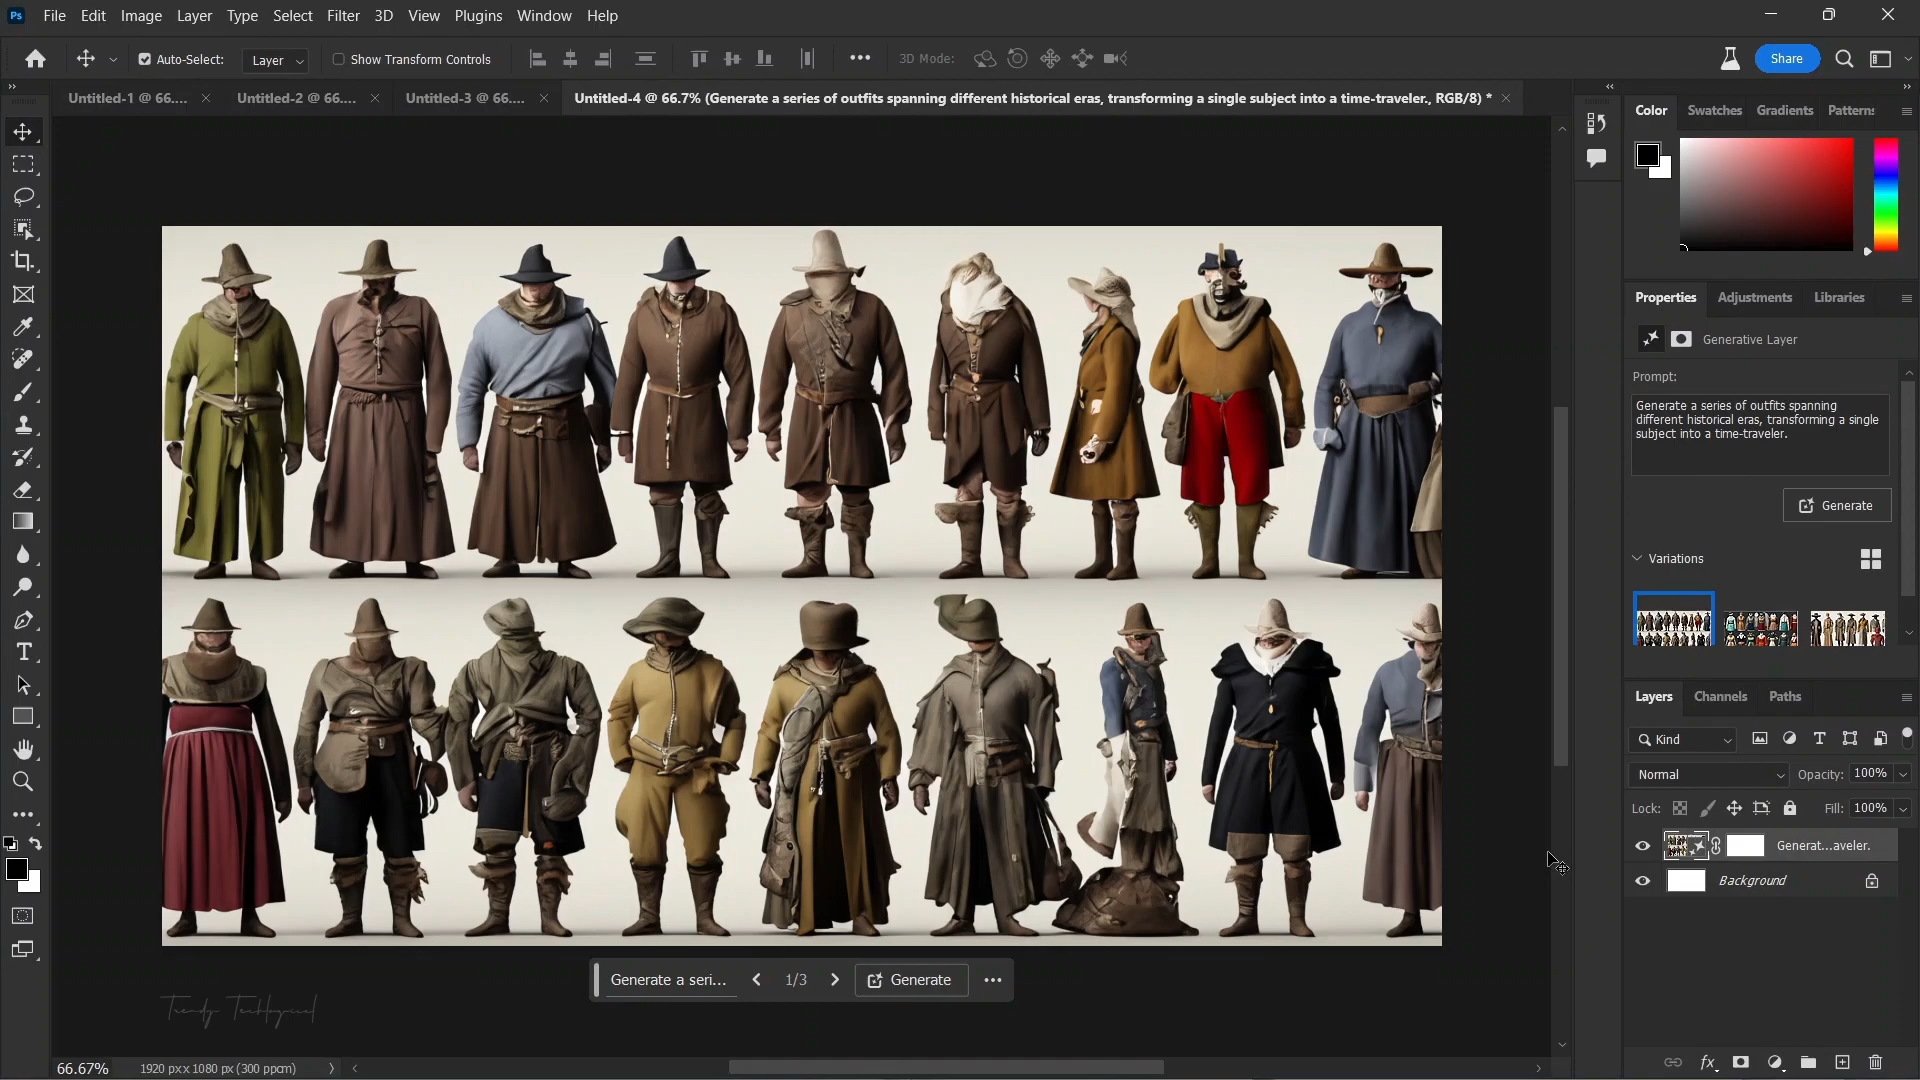 Ps File Edit Image Layer Type Select Filter 3D View Plugins Window Help
Auto-Select: Layer Show Transform Controls 3D Mode: Share
Untitled-1 @ 66.... Untitled-2 @ 66.... Untitled-3 @ 66.... Untitled-4 @ 66.7% (Generate a series of outfits spanning different historical eras, transforming a single subject into a time-traveler., RGB/8) *
Color Swatches Gradients Patterns
Properties Adjustments Libraries
Generative Layer
Prompt:
Generate a series of outfits spanning
different historical eras, transforming a single
subject into a time-traveler.
Generate
Variations
Layers Channels Paths
Kind
Normal Opacity: 100%
Lock: Fill: 100%
Generat...aveler.
Background
Generate a seri... 1/3 Generate
66.67% 1920 px x 1080 px (300 ppcm)